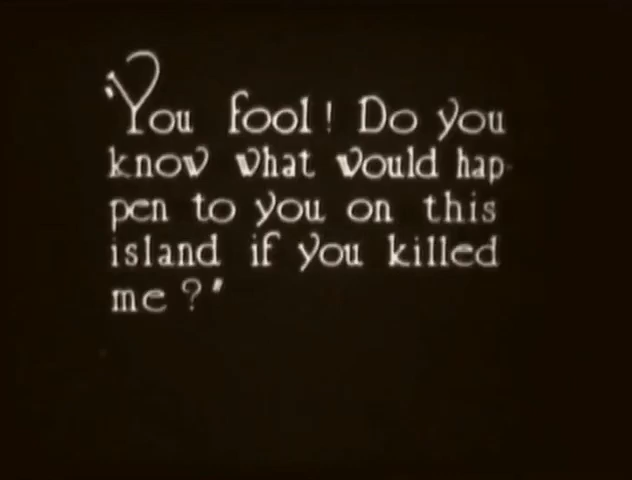 "You fool! Do you
know what would hap-
pen to you on this
island if you killed
me?"